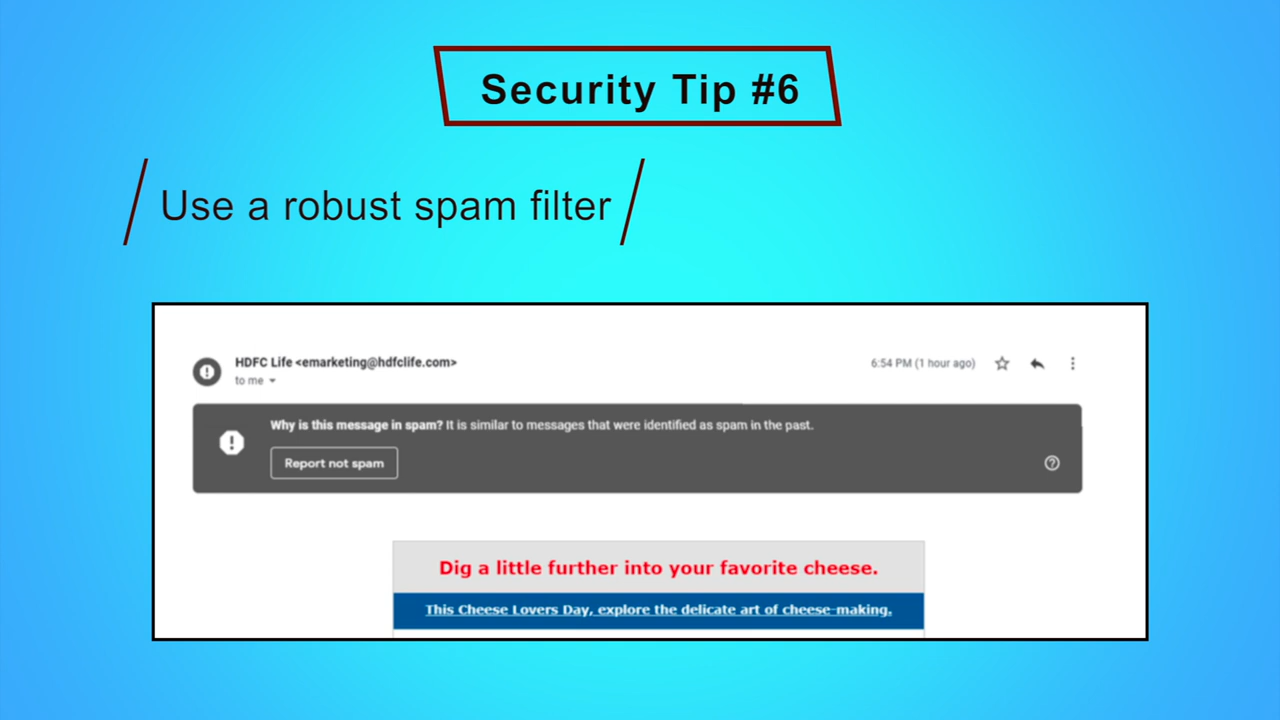 Security Tip #6
Use a robust spam filter
HDFC Life <emarketing@hdfclife.com>
6:54 PM (1 hour ago)
to me
Why is this message in spam? It is similar to messages that were identified as spam in the past.
Report not spam
Dig a little further into your favorite cheese.
This Cheese Lovers Day, explore the delicate art of cheese-making.